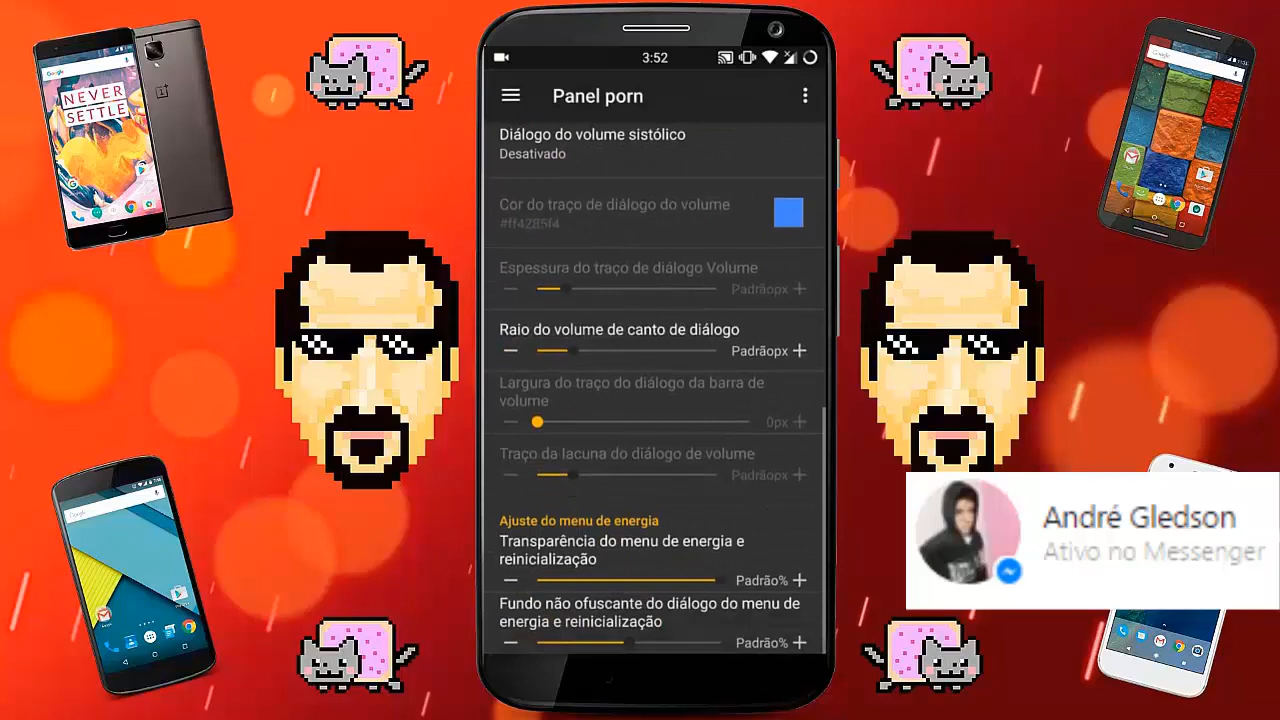 NEVER
SETTLE
Google
3:52
Panel porn
Diálogo do volume sistólio
Desativado
Cor do traço de diálogo do volume
#ff4285f4
Espessura do traço de diálogo Volume
Padrãopx
Raio do volume de canto de diálogo
Padrãopx
Largura do traço do diálogo da barra de
volume
0px
Traço da lacuna do diálogo de volume
Padrãopx
Ajuste do menu de energia
Transparência do menu de energia e
reinicialização
Padrão%
Fundo não ofuscante do diálogo do menu de
energia e reinicialização
Padrão%
André Gledson
Ativo no Messenger